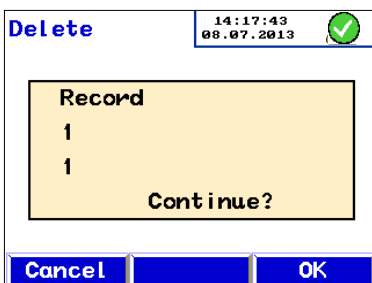 Delete
14:17:43
08.07.2013
Record
1
1
Continue?
Cancel OK